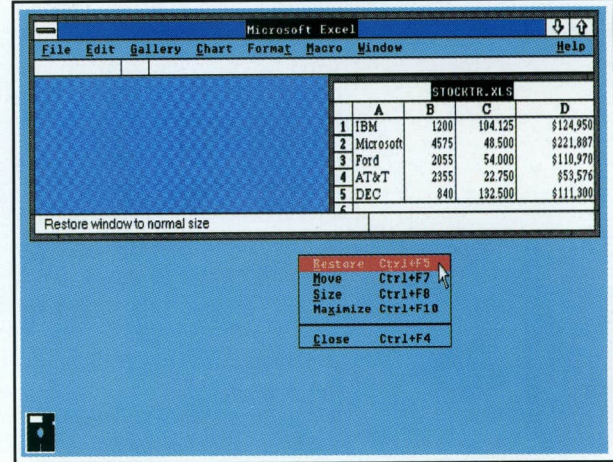 Microsoft Excel
File Edit Gallery Chart Format Macro Window Help
STOCKTR.XLS
A B C D
1 IBM 1200 104.125 $124,950
2 Microsoft 4575 48.500 $221,887
3 Ford 2055 54.000 $110,970
4 AT&T 2355 22.750 $53,576
5 DEC 840 132.500 $111,300
6
Restore window to normal size
Restore Ctrl+F5
Move Ctrl+F7
Size Ctrl+F8
Maximize Ctrl+F10
Close Ctrl+F4